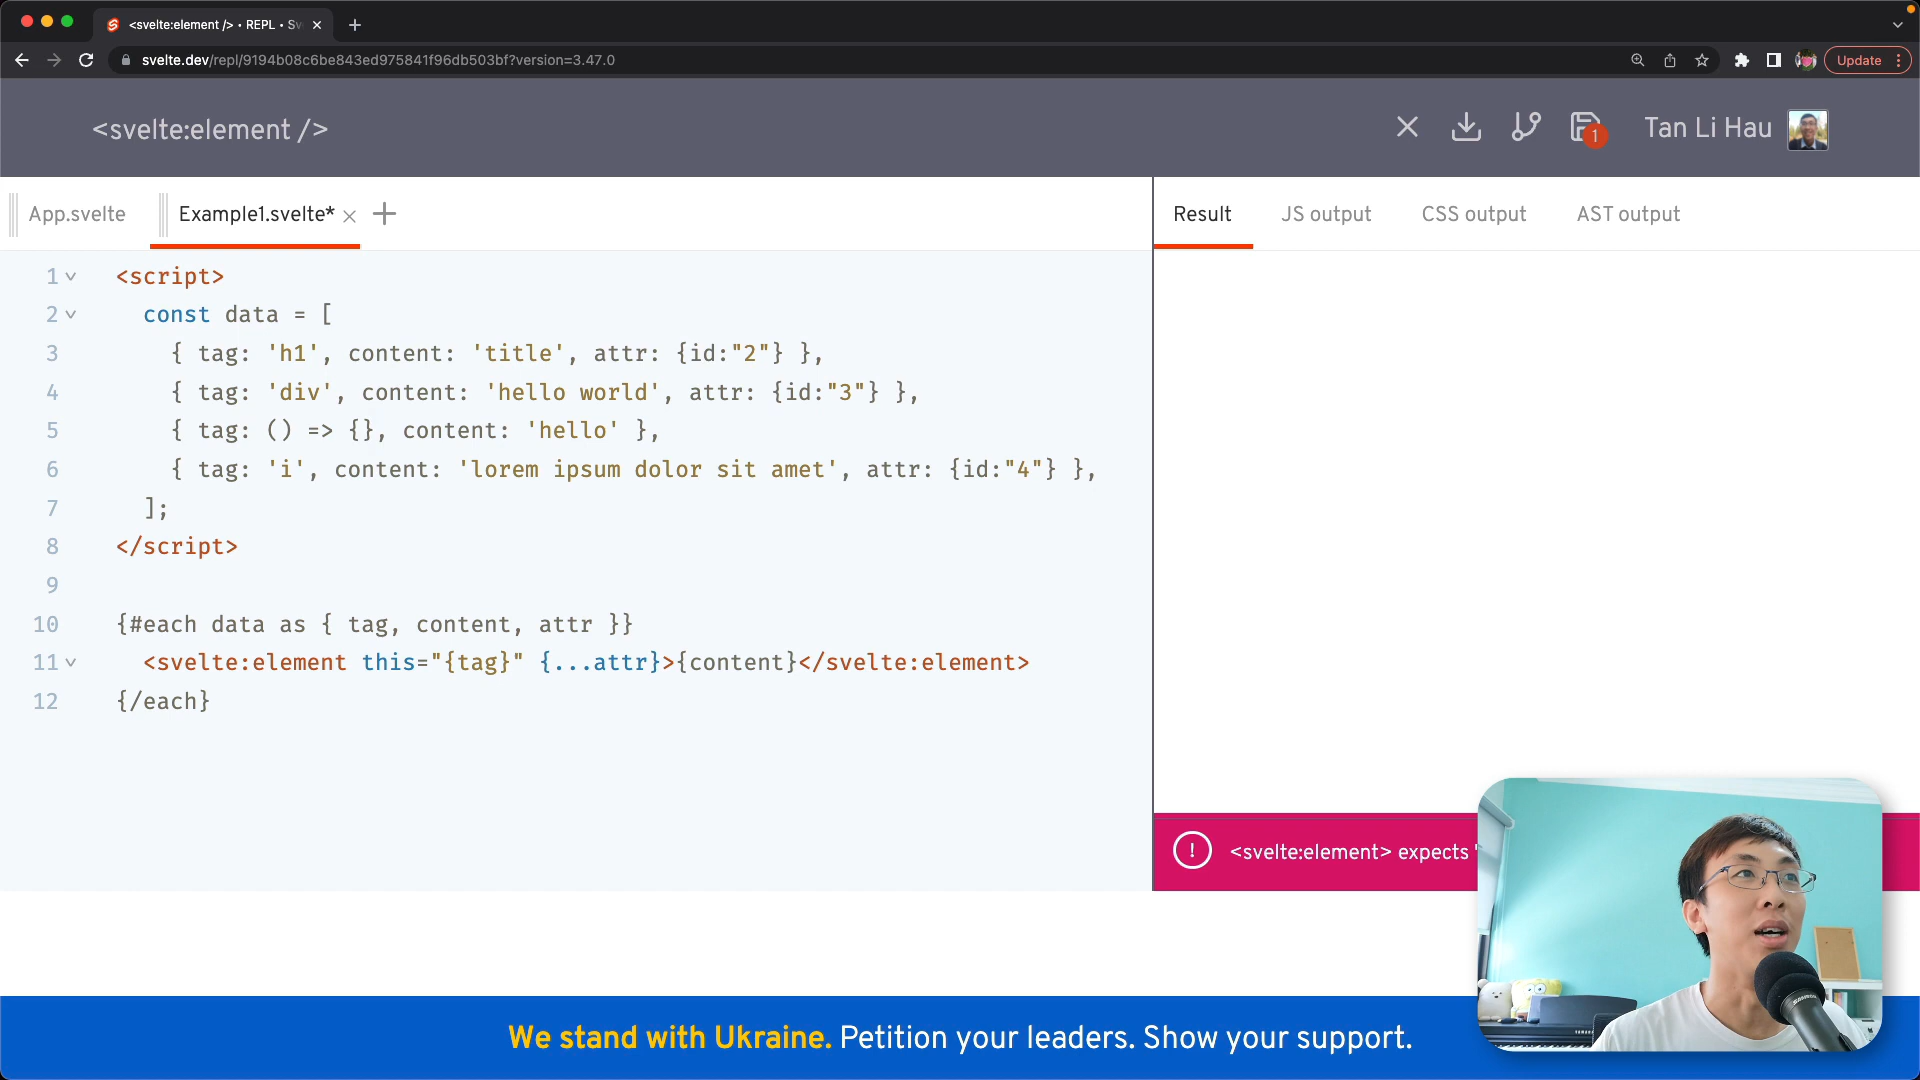 <svelte:element /> • REPL • Sv
svelte.dev/repl/9194b08c6be843ed975841f96db503bf?version=3.47.0
Update
<svelte:element />
1
Tan Li Hau
App.svelte
Example1.svelte*
Result
JS output
CSS output
AST output
1 <script>
2 const data = [
3 { tag: 'h1', content: 'title', attr: {id:"2"} },
4 { tag: 'div', content: 'hello world', attr: {id:"3"} },
5 { tag: () => {}, content: 'hello' },
6 { tag: 'i', content: 'lorem ipsum dolor sit amet', attr: {id:"4"} },
7 ];
8 </script>
9
10 {#each data as { tag, content, attr }}
11 <svelte:element this="{tag}" {...attr}>{content}</svelte:element>
12 {/each}
! <svelte:element> expects '
SAMSON
We stand with Ukraine. Petition your leaders. Show your support.